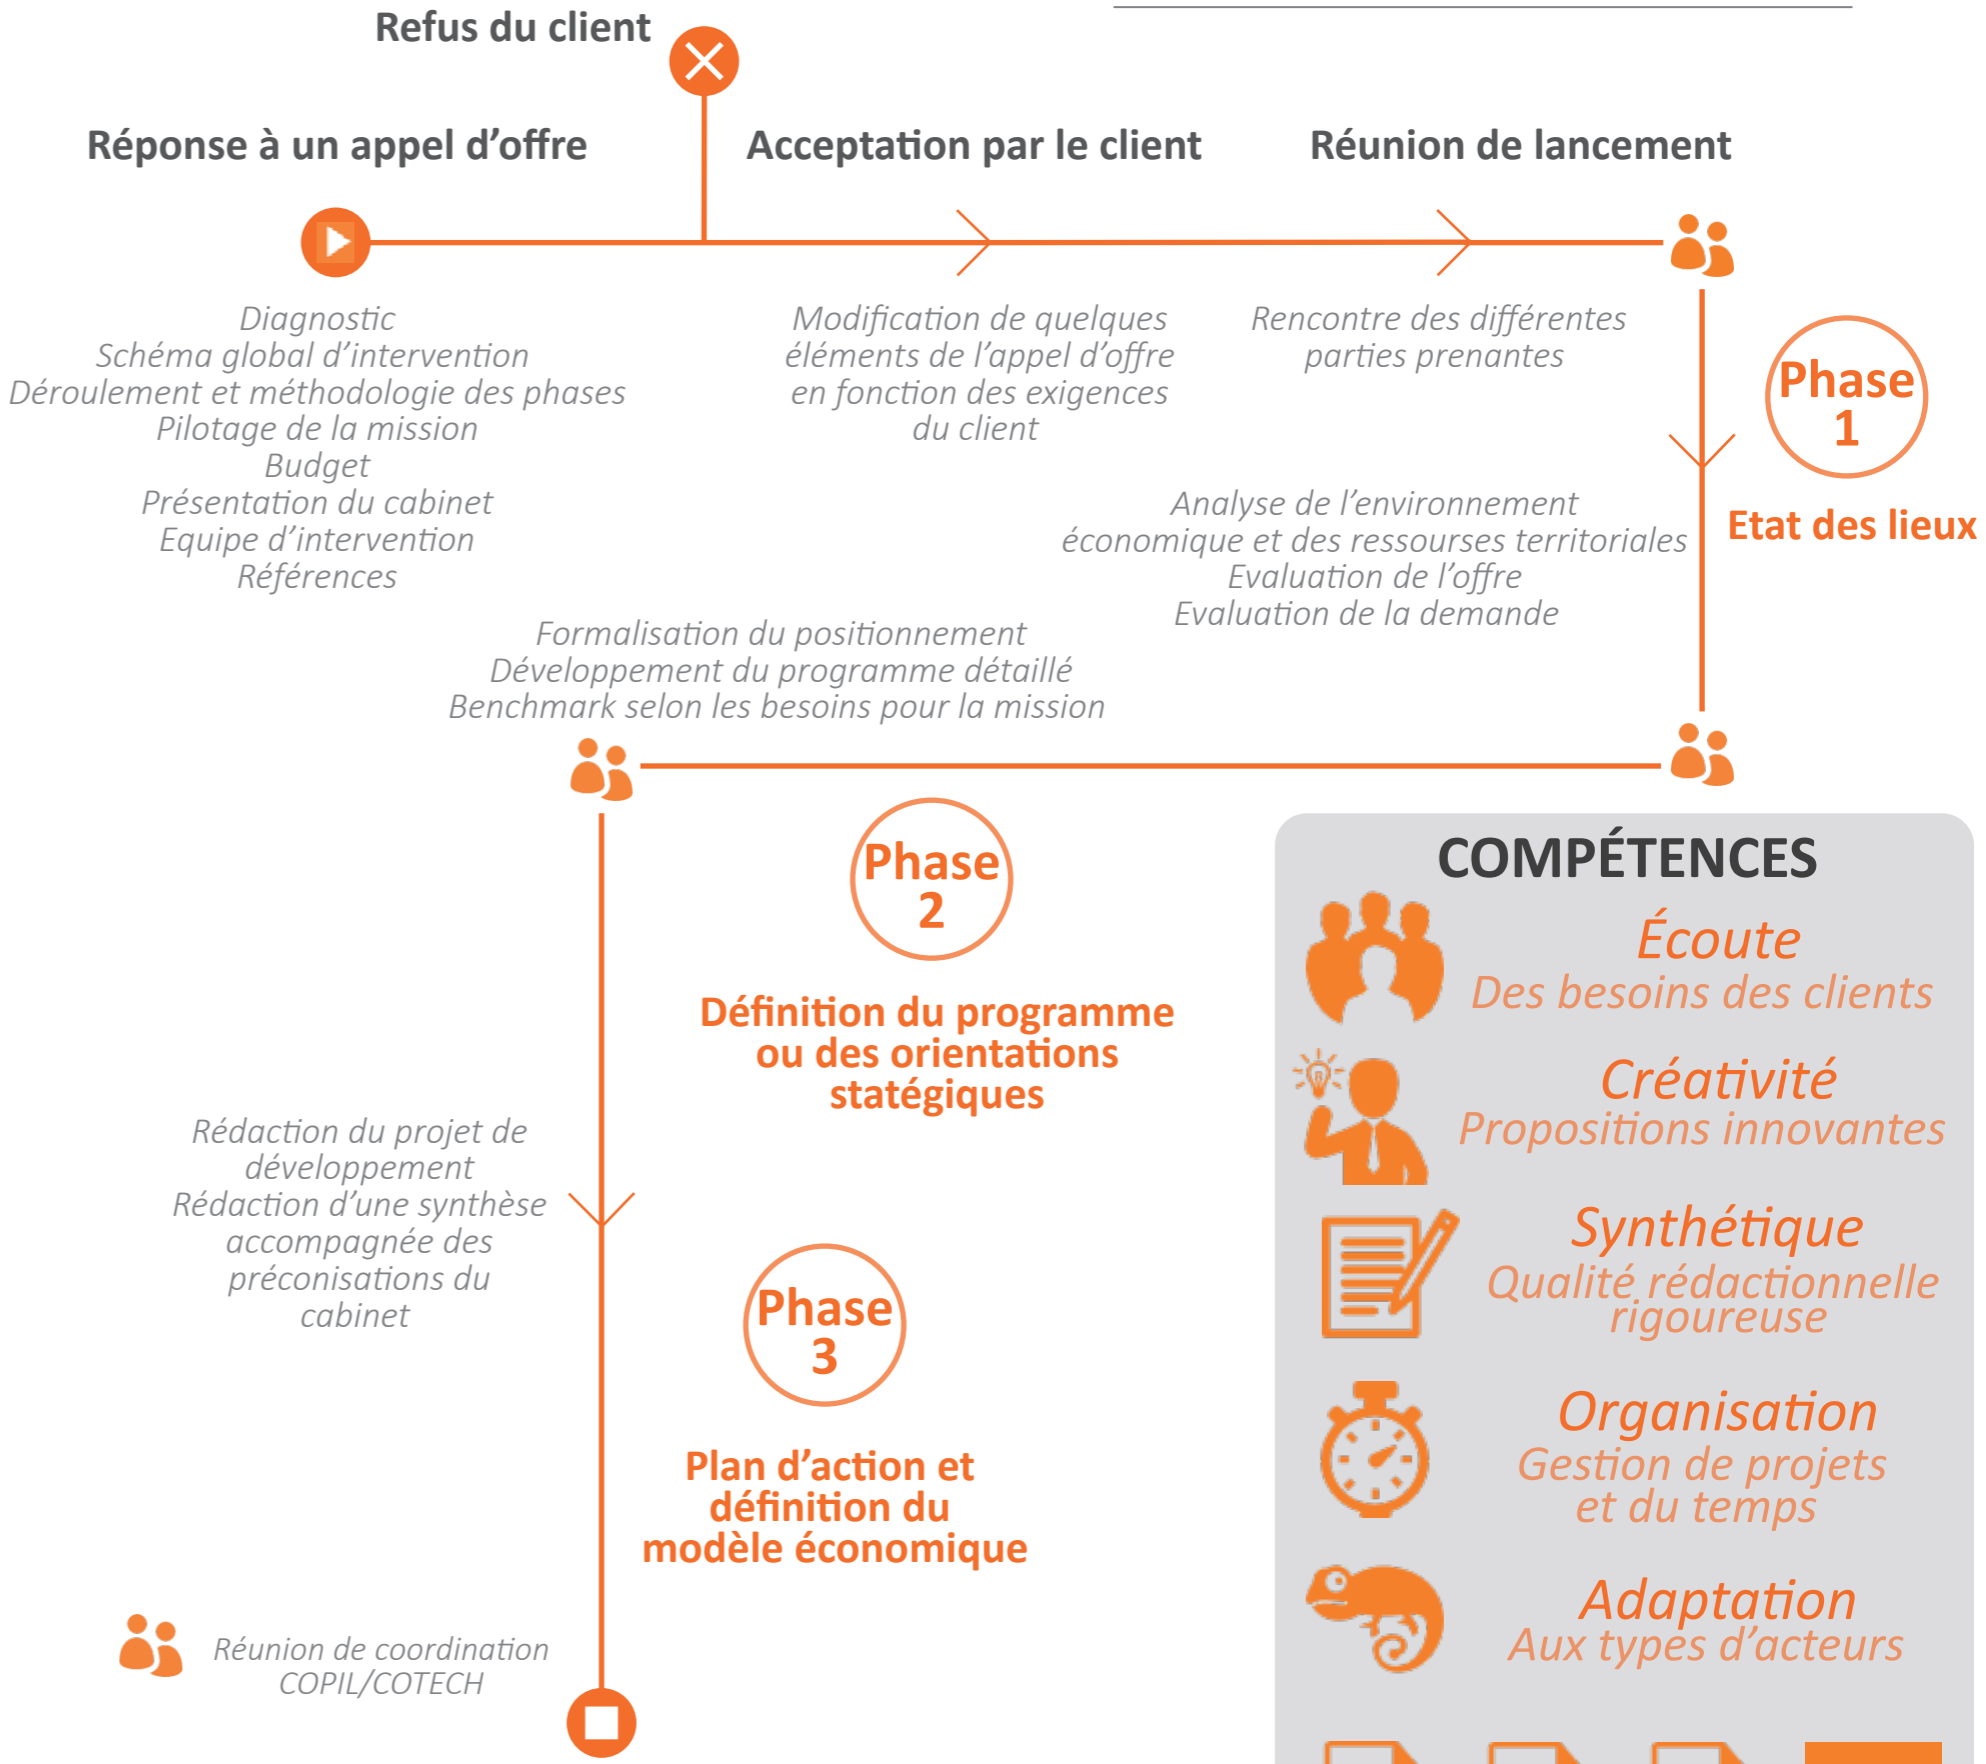 Refus du client
Réponse à un appel d’offre
Acceptation par le client
Réunion de lancement
Diagnostic
Schéma global d’intervention
Déroulement et méthodologie des phases
Pilotage de la mission
Budget
Présentation du cabinet
Equipe d’intervention
Références
Modification de quelques
éléments de l’appel d’offre
en fonction des exigences
du client
Rencontre des différentes
parties prenantes
Phase
1
Etat des lieux
Analyse de l’environnement
économique et des ressourses territoriales
Evaluation de l’offre
Evaluation de la demande
Formalisation du positionnement
Développement du programme détaillé
Benchmark selon les besoins pour la mission
Phase
2
Définition du programme
ou des orientations
statégiques
Rédaction du projet de
développement
Rédaction d’une synthèse
accompagnée des
préconisations du
cabinet
Phase
3
Plan d’action et
définition du
modèle économique
Réunion de coordination
COPIL/COTECH
COMPÉTENCES
Écoute
Des besoins des clients
Créativité
Propositions innovantes
Synthétique
Qualité rédactionnelle
rigoureuse
Organisation
Gestion de projets
et du temps
Adaptation
Aux types d’acteurs